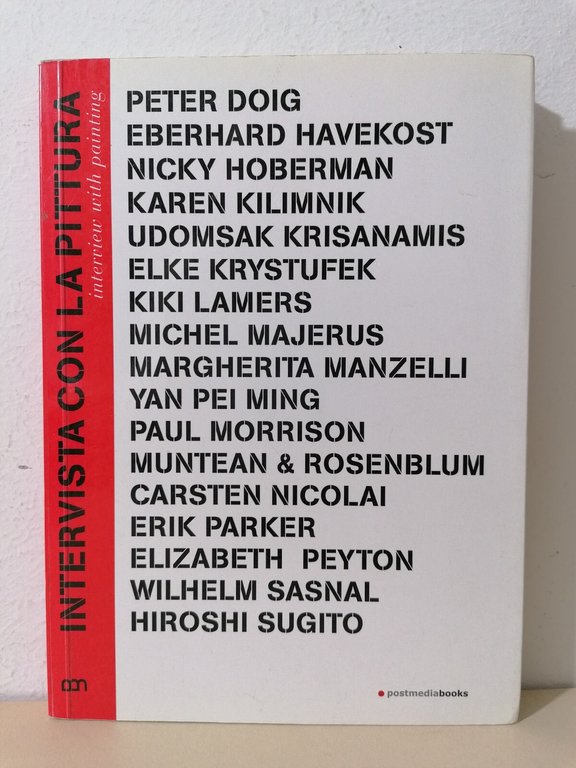 INTERVISTA CON LA PITTURA
interview with painting
PETER DOIG
EBERHARD HAVEKOST
NICKY HOBERMAN
KAREN KILIMNIK
UDOMSAK KRISANAMIS
ELKE KRYSTUFEK
KIKI LAMERS
MICHEL MAJERUS
MARGHERITA MANZELLI
YAN PEI MING
PAUL MORRISON
MUNTEAN & ROSENBLUM
CARSTEN NICOLAI
ERIK PARKER
ELIZABETH PEYTON
WILHELM SASNAL
HIROSHI SUGITO
postmediabooks